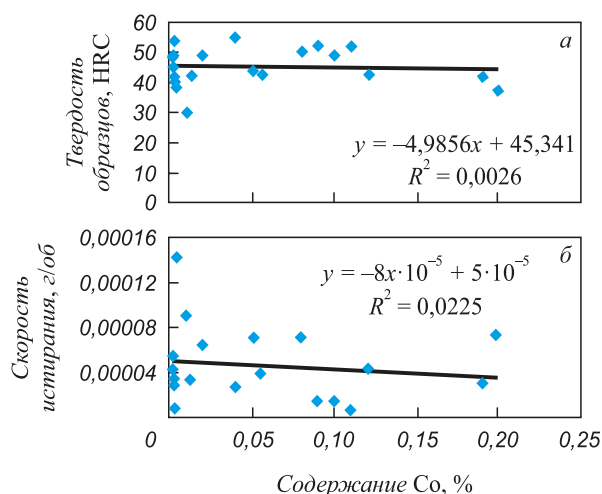 Твердость
образцов, HRC
60
50
40
30
20
10
0
а
y = –4,9856x + 45,341
R² = 0,0026
Скорость
истирания, г/об
0,00016
0,00012
0,00008
0,00004
б
y = –8x·10⁻⁵ + 5·10⁻⁵
R² = 0,0225
0 0,05 0,10 0,15 0,20 0,25
Содержание Co, %